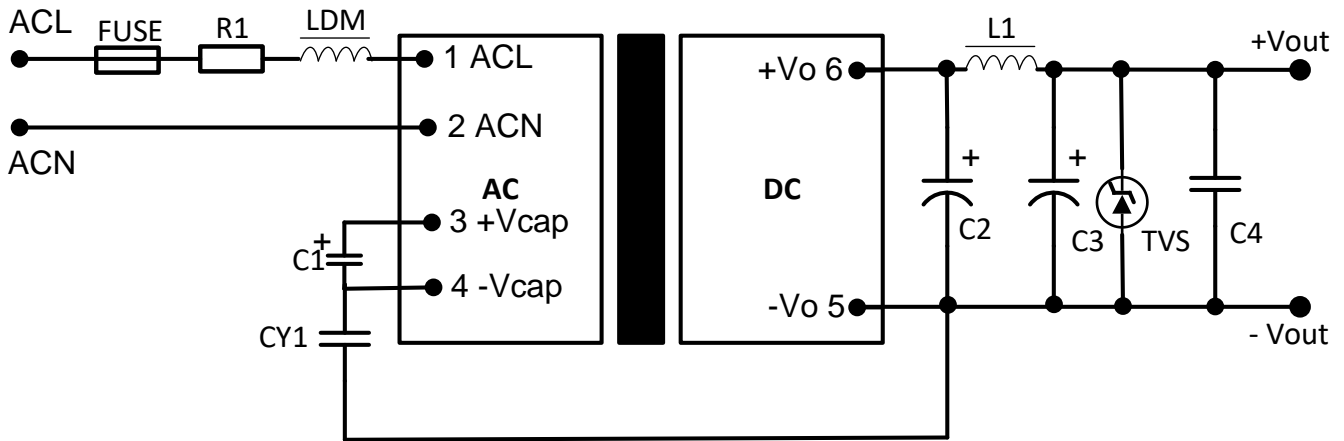 ACL
FUSE
R1
LDM
1 ACL
2 ACN
ACN
AC
3 +Vcap
+
C1
4 -Vcap
CY1
+Vo 6
DC
-Vo 5
L1
+Vout
+
C2
+
C3
TVS
C4
- Vout